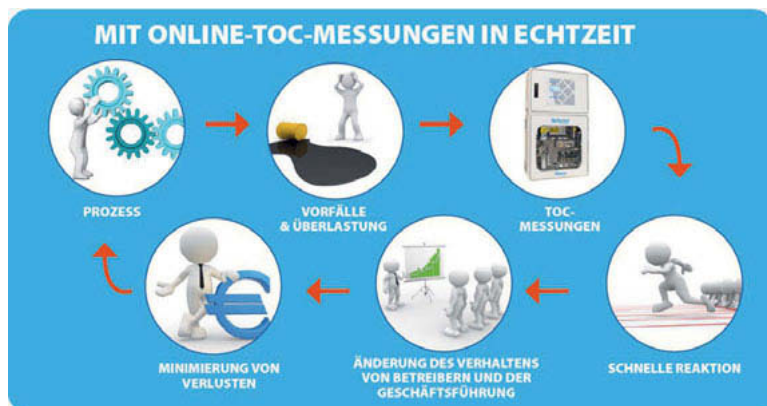 MIT ONLINE-TOC-MESSUNGEN IN ECHTZEIT
PROZESS
VORFÄLLE
& ÜBERLASTUNG
TOC-
MESSUNGEN
SCHNELLE REAKTION
ÄNDERUNG DES VERHALTENS
VON BETREIBERN UND DER
GESCHÄFTSFÜHRUNG
MINIMIERUNG VON
VERLUSTEN